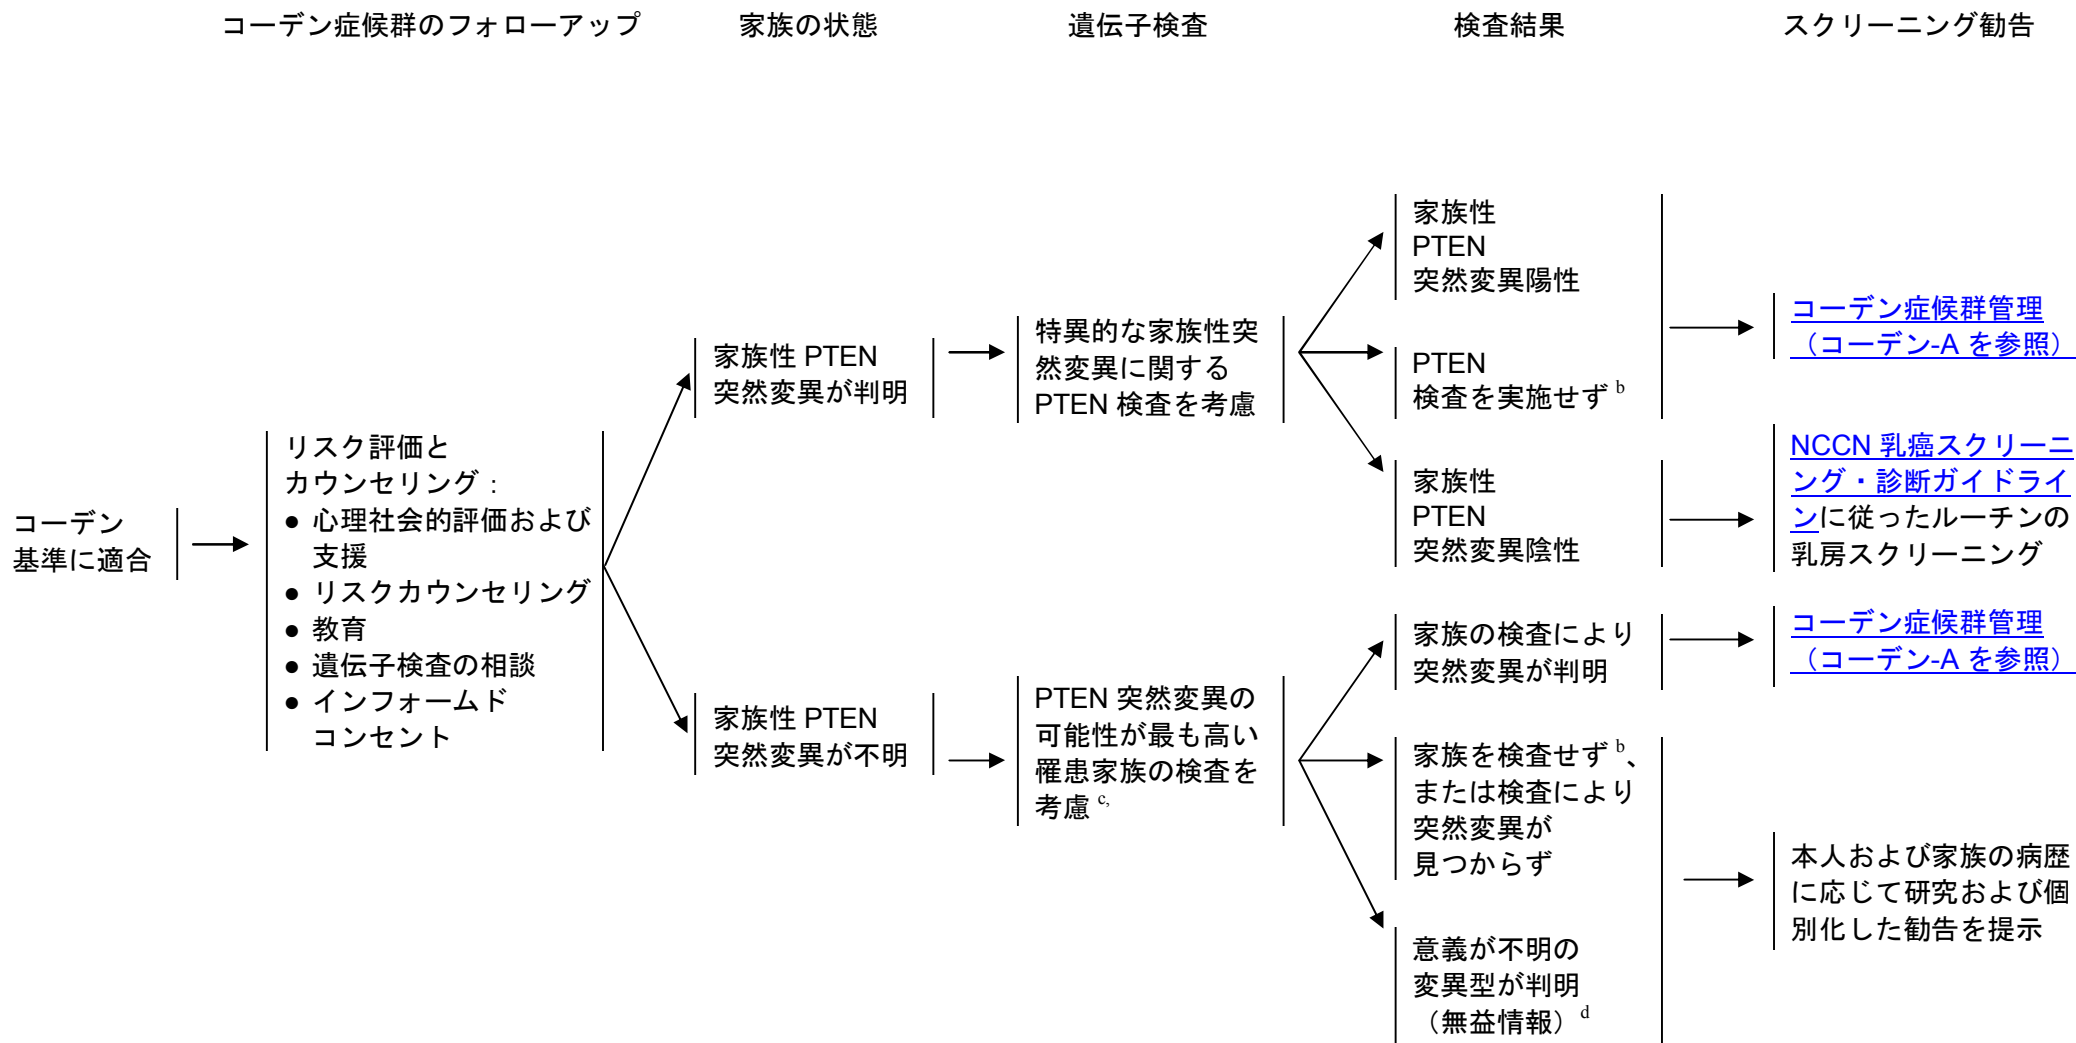 コーデン症候群のフォローアップ
家族の状態
遺伝子検査
検査結果
スクリーニング勧告
コーデン
基準に適合
リスク評価と
カウンセリング：
● 心理社会的評価および
支援
● リスクカウンセリング
● 教育
● 遺伝子検査の相談
● インフォームド
コンセント
家族性 PTEN
突然変異が判明
特異的な家族性突
然変異に関する
PTEN 検査を考慮
家族性
PTEN
突然変異陽性
PTEN
検査を実施せず b
家族性
PTEN
突然変異陰性
コーデン症候群管理
（コーデン-A を参照）
NCCN 乳癌スクリーニ
ング・診断ガイドライ
ンに従ったルーチンの
乳房スクリーニング
家族性 PTEN
突然変異が不明
PTEN 突然変異の
可能性が最も高い
罹患家族の検査を
考慮 c,
家族の検査により
突然変異が判明
家族を検査せず b、
または検査により
突然変異が
見つからず
意義が不明の
変異型が判明
（無益情報）d
コーデン症候群管理
（コーデン-A を参照）
本人および家族の病歴
に応じて研究および個
別化した勧告を提示